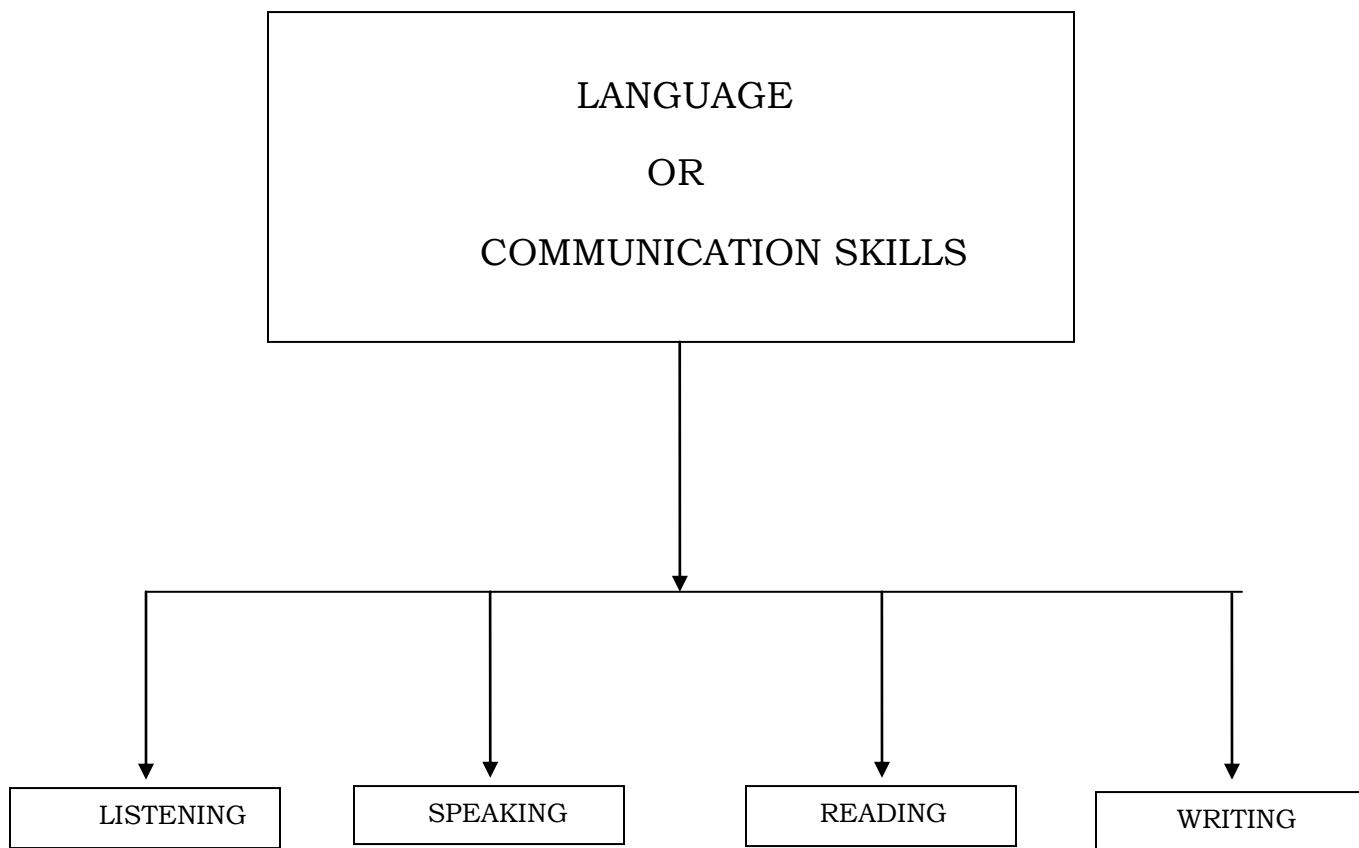 LANGUAGE
OR
COMMUNICATION SKILLS
LISTENING
SPEAKING
READING
WRITING